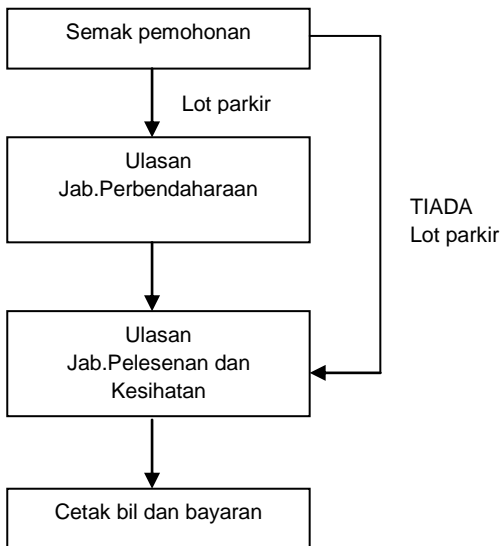 Semak pemohonan
Lot parkir
Ulasan
Jab.Perbendaharaan
TIADA
Lot parkir
Ulasan
Jab.Pelesenan dan
Kesihatan
Cetak bil dan bayaran